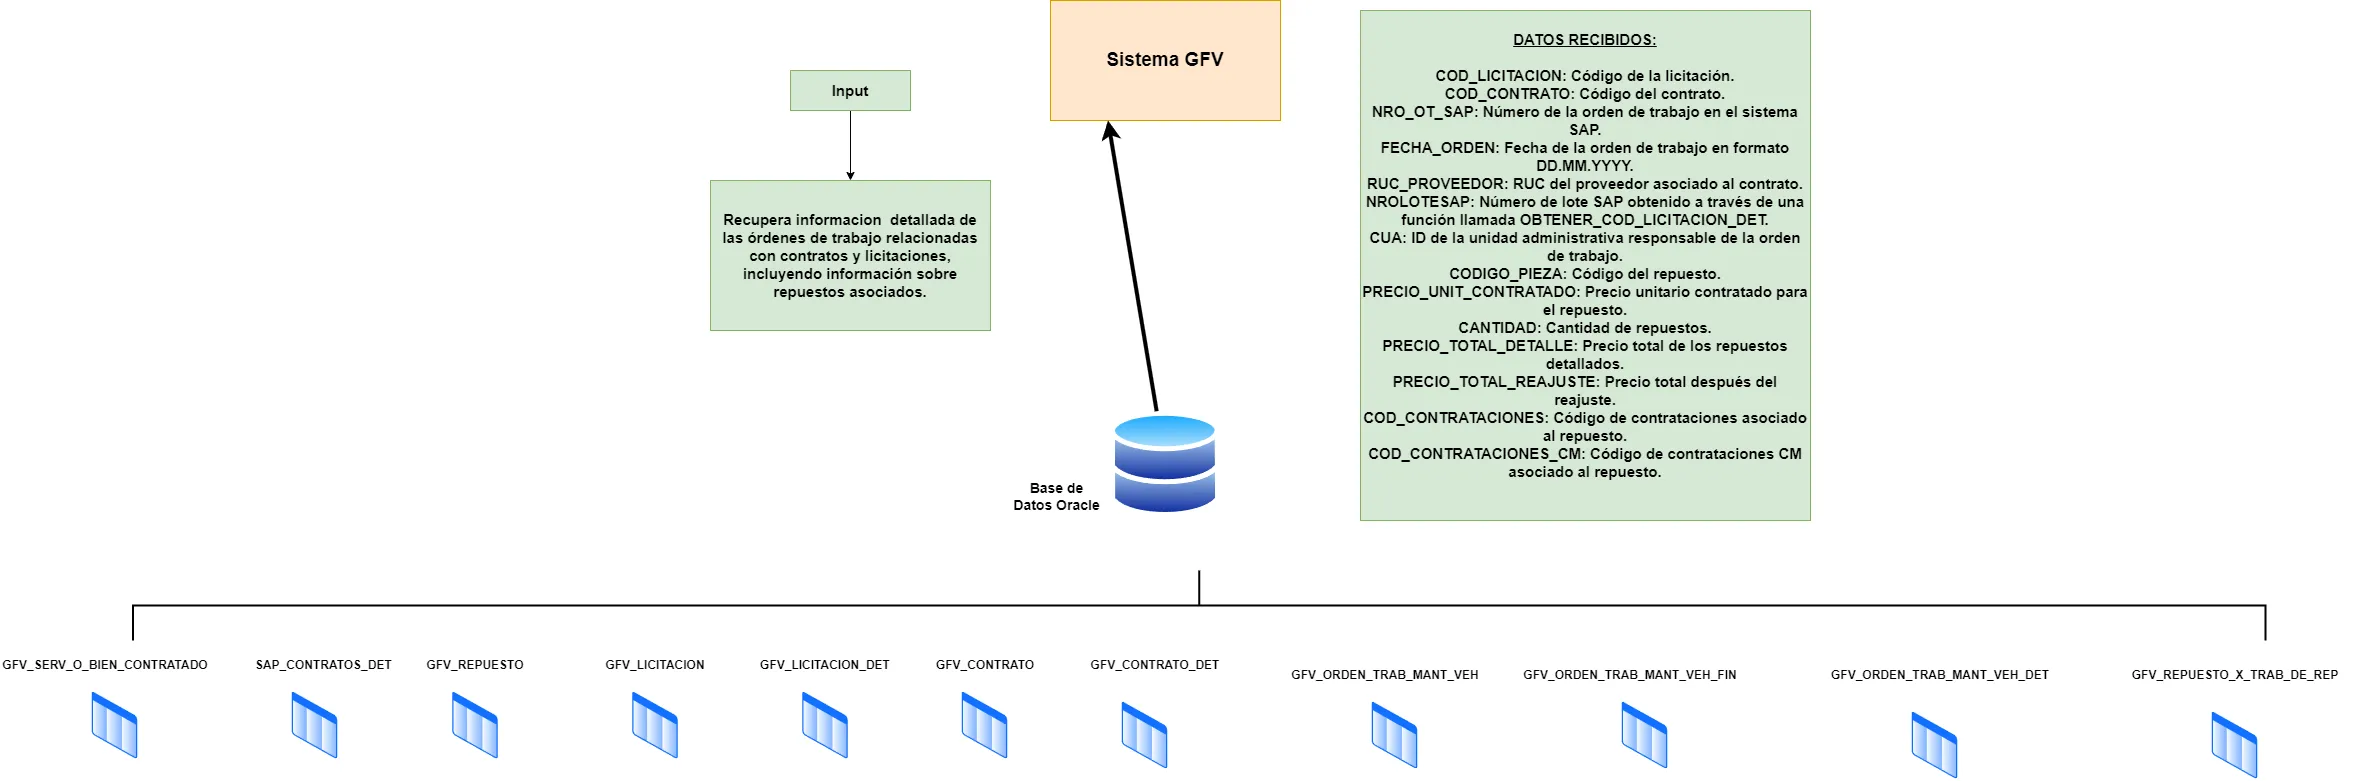 Sistema GFV
Input
Recupera informacion  detallada de
las órdenes de trabajo relacionadas
con contratos y licitaciones,
incluyendo información sobre
repuestos asociados.
DATOS RECIBIDOS:
COD_LICITACION: Código de la licitación.
COD_CONTRATO: Código del contrato.
NRO_OT_SAP: Número de la orden de trabajo en el sistema
SAP.
FECHA_ORDEN: Fecha de la orden de trabajo en formato
DD.MM.YYYY.
RUC_PROVEEDOR: RUC del proveedor asociado al contrato.
NROLOTESAP: Número de lote SAP obtenido a través de una
función llamada OBTENER_COD_LICITACION_DET.
CUA: ID de la unidad administrativa responsable de la orden
de trabajo.
CODIGO_PIEZA: Código del repuesto.
PRECIO_UNIT_CONTRATADO: Precio unitario contratado para
el repuesto.
CANTIDAD: Cantidad de repuestos.
PRECIO_TOTAL_DETALLE: Precio total de los repuestos
detallados.
PRECIO_TOTAL_REAJUSTE: Precio total después del
reajuste.
COD_CONTRATACIONES: Código de contrataciones asociado
al repuesto.
COD_CONTRATACIONES_CM: Código de contrataciones CM
asociado al repuesto.
Base de
Datos Oracle
GFV_SERV_O_BIEN_CONTRATADO
SAP_CONTRATOS_DET
GFV_REPUESTO
GFV_LICITACION
GFV_LICITACION_DET
GFV_CONTRATO
GFV_CONTRATO_DET
GFV_ORDEN_TRAB_MANT_VEH
GFV_ORDEN_TRAB_MANT_VEH_FIN
GFV_ORDEN_TRAB_MANT_VEH_DET
GFV_REPUESTO_X_TRAB_DE_REP